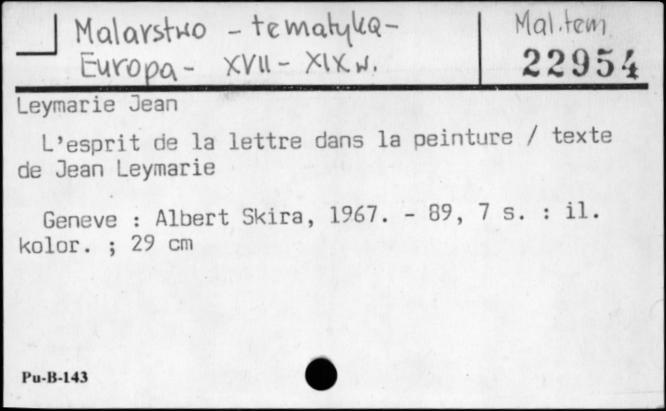 Malarstwo - tematyka-
Europa - XVII - XIX w.
Mal.tem.
22954
Leymarie Jean
L'esprit de la lettre dans la peinture / texte
de Jean Leymarie
Geneve : Albert Skira, 1967. - 89, 7 s. : il.
kolor. ; 29 cm
Pu-B-143